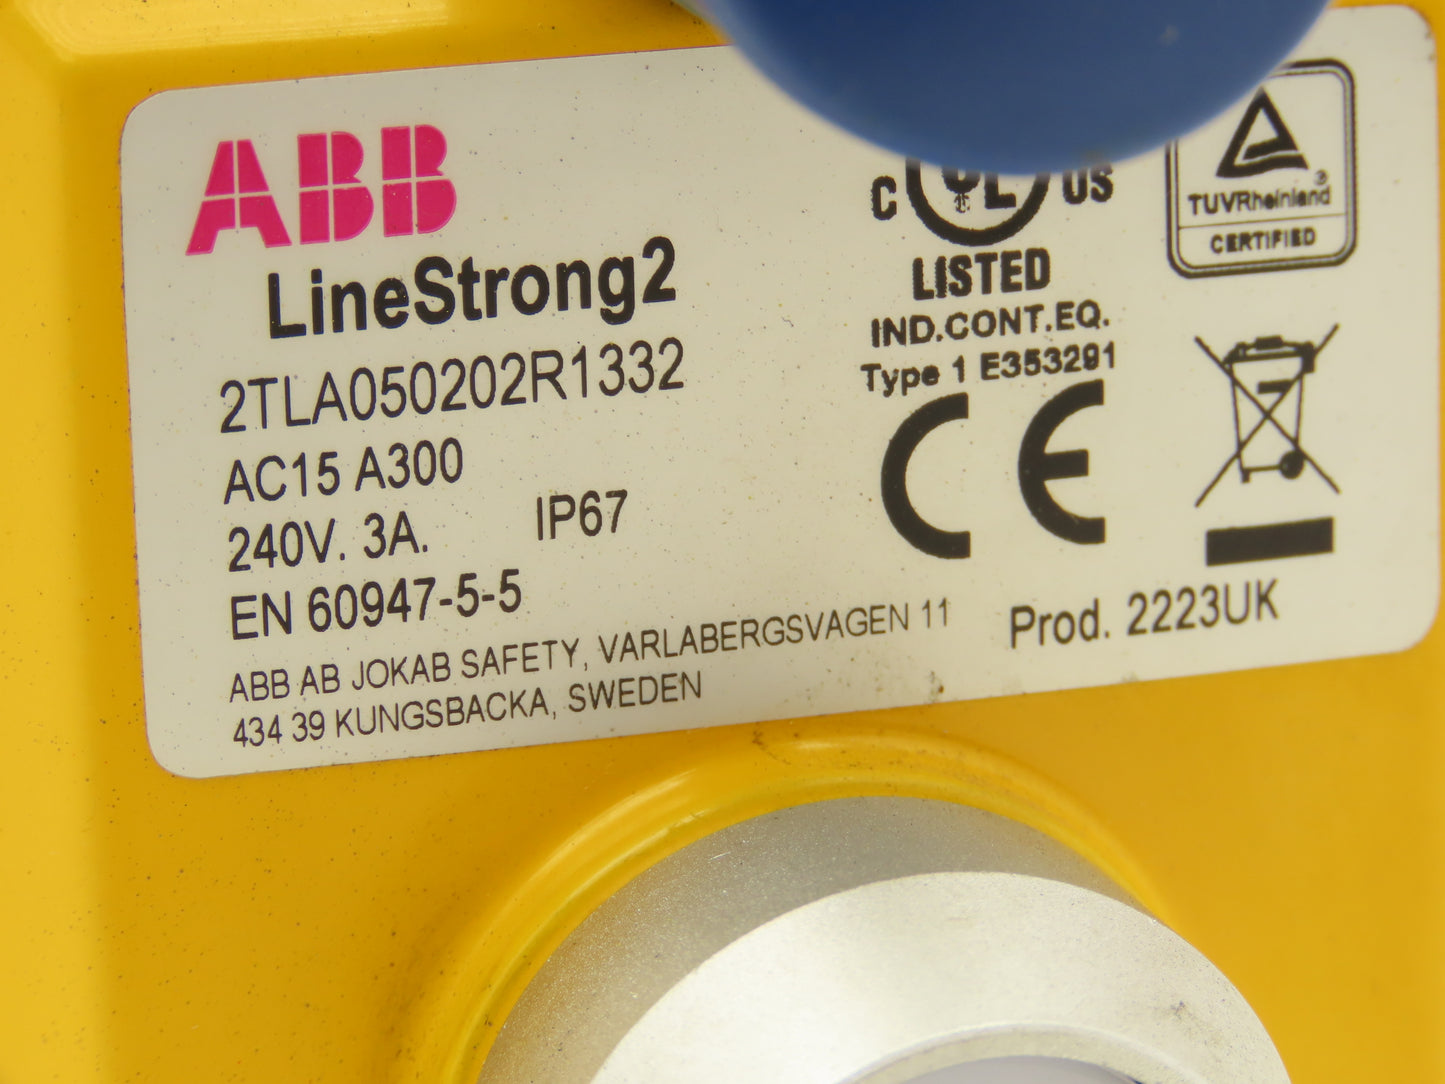 ABB
LineStrong2
2TLA050202R1332
AC15 A300
240V. 3A.
IP67
EN 60947-5-5
ABB AB JOKAB SAFETY, VARLABERGSVAGEN 11
434 39 KUNGSBACKA, SWEDEN
C UL US
LISTED
IND.CONT.EQ.
Type 1 E353291
CE
TUVRheinland ®
CERTIFIED
Prod. 2223UK